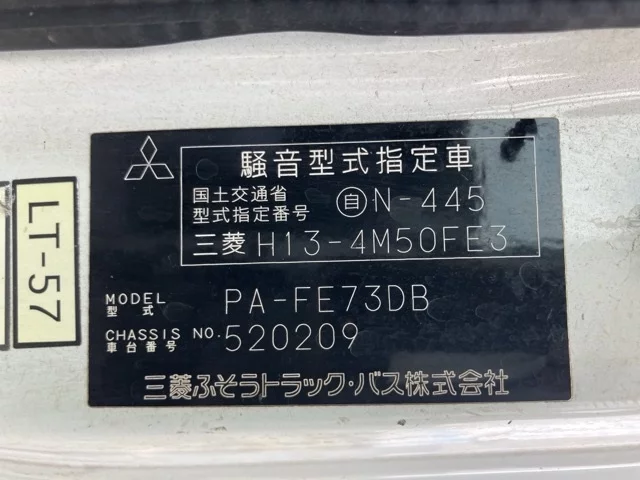 騒音型式指定車
国土交通省
型式指定番号 自N-445
三菱 H13-4M50FE3
MODEL
型式 PA-FE73DB
CHASSIS NO.
車台番号 520209
三菱ふそうトラック・バス株式会社
LT-57